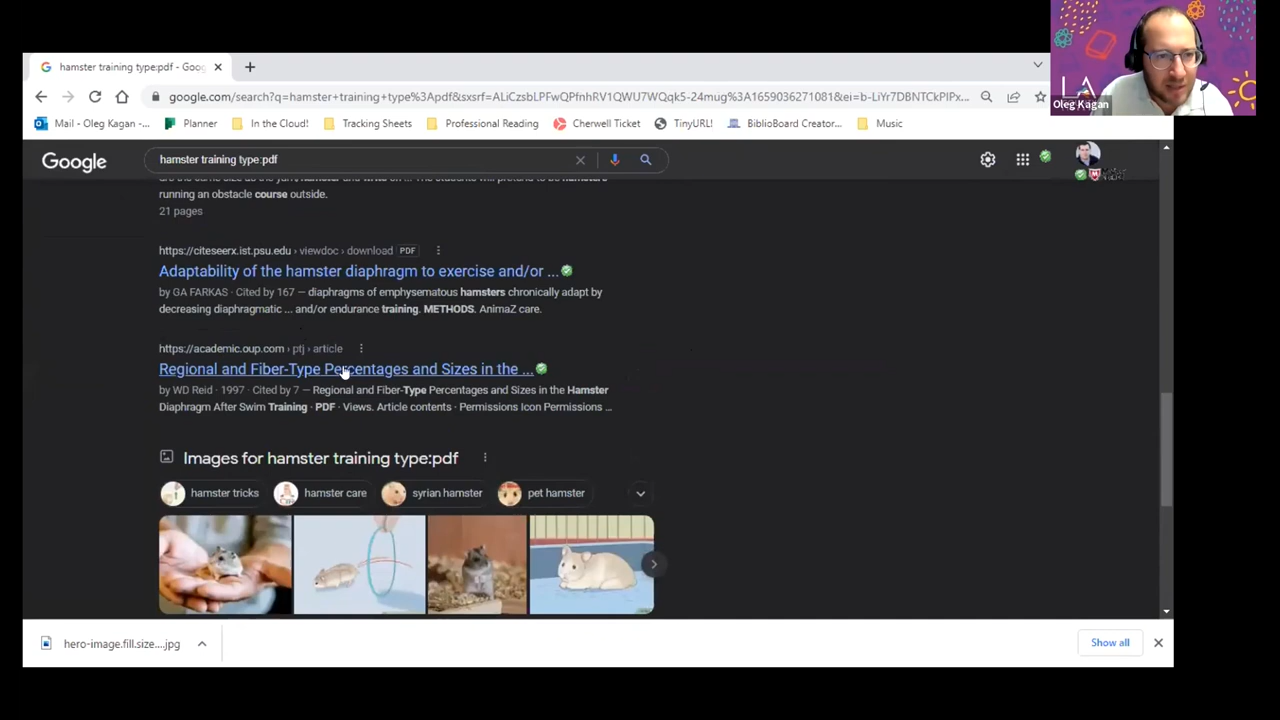 hamster training type:pdf - Goog
google.com/search?q=hamster+training+type%3Apdf&sxsrf=ALiCzsbLPFwQPfnhRV1QWU7WQqk5-24mug%3A1659036271081&ei=b-LiYr7DBNTCkPIPx...
Mail - Oleg Kagan -... Planner In the Cloud! Tracking Sheets Professional Reading Cherwell Ticket TinyURL! BiblioBoard Creator... Music
LA
Oleg Kagan
Google hamster training type:pdf
running an obstacle course outside.
21 pages
https://citeseerx.ist.psu.edu › viewdoc › download PDF
Adaptability of the hamster diaphragm to exercise and/or ...
by GA FARKAS · Cited by 167 — diaphragms of emphysematous hamsters chronically adapt by
decreasing diaphragmatic ... and/or endurance training. METHODS. AnimaZ care.
https://academic.oup.com › ptj › article
Regional and Fiber-Type Percentages and Sizes in the ...
by WD Reid · 1997 · Cited by 7 — Regional and Fiber-Type Percentages and Sizes in the Hamster
Diaphragm After Swim Training · PDF · Views. Article contents · Permissions Icon Permissions ...
Images for hamster training type:pdf
hamster tricks hamster care syrian hamster pet hamster
hero-image.fill.size....jpg Show all